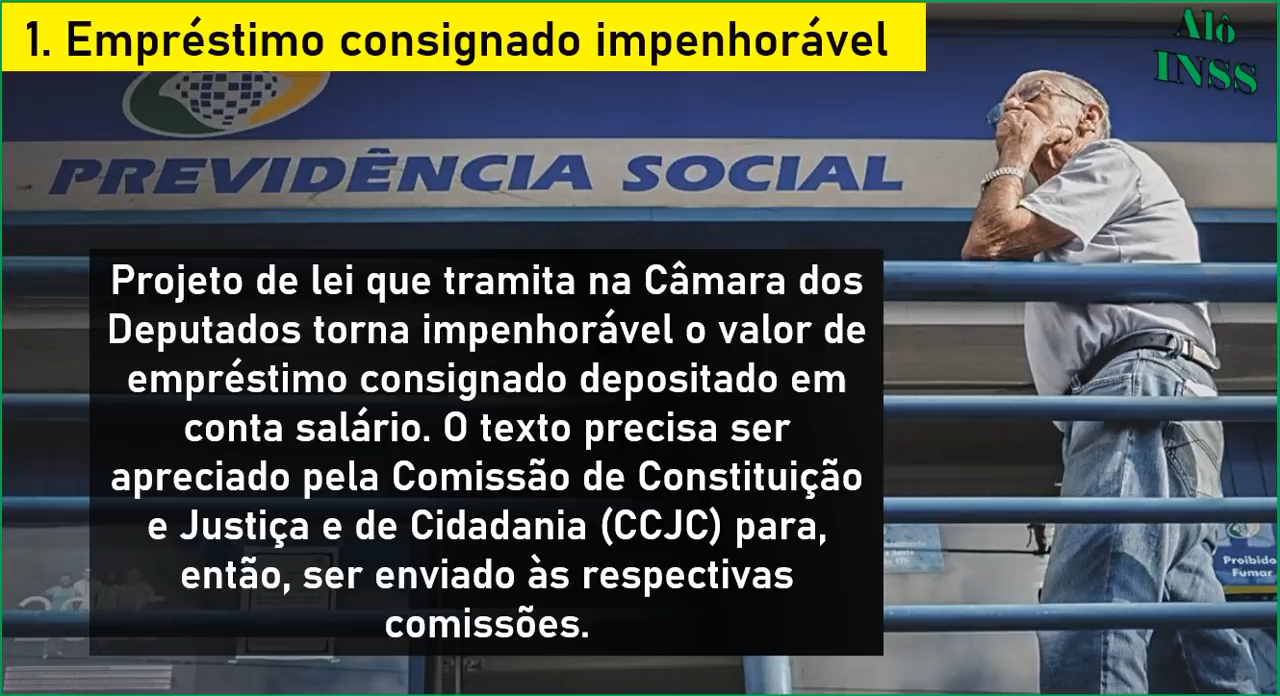 1. Empréstimo consignado impenhorável
Alô
INSS
PREVIDÊNCIA SOCIAL
Projeto de lei que tramita na Câmara dos
Deputados torna impenhorável o valor de
empréstimo consignado depositado em
conta salário. O texto precisa ser
apreciado pela Comissão de Constituição
e Justiça e de Cidadania (CCJC) para,
então, ser enviado às respectivas
comissões.
Proibido
Fumar